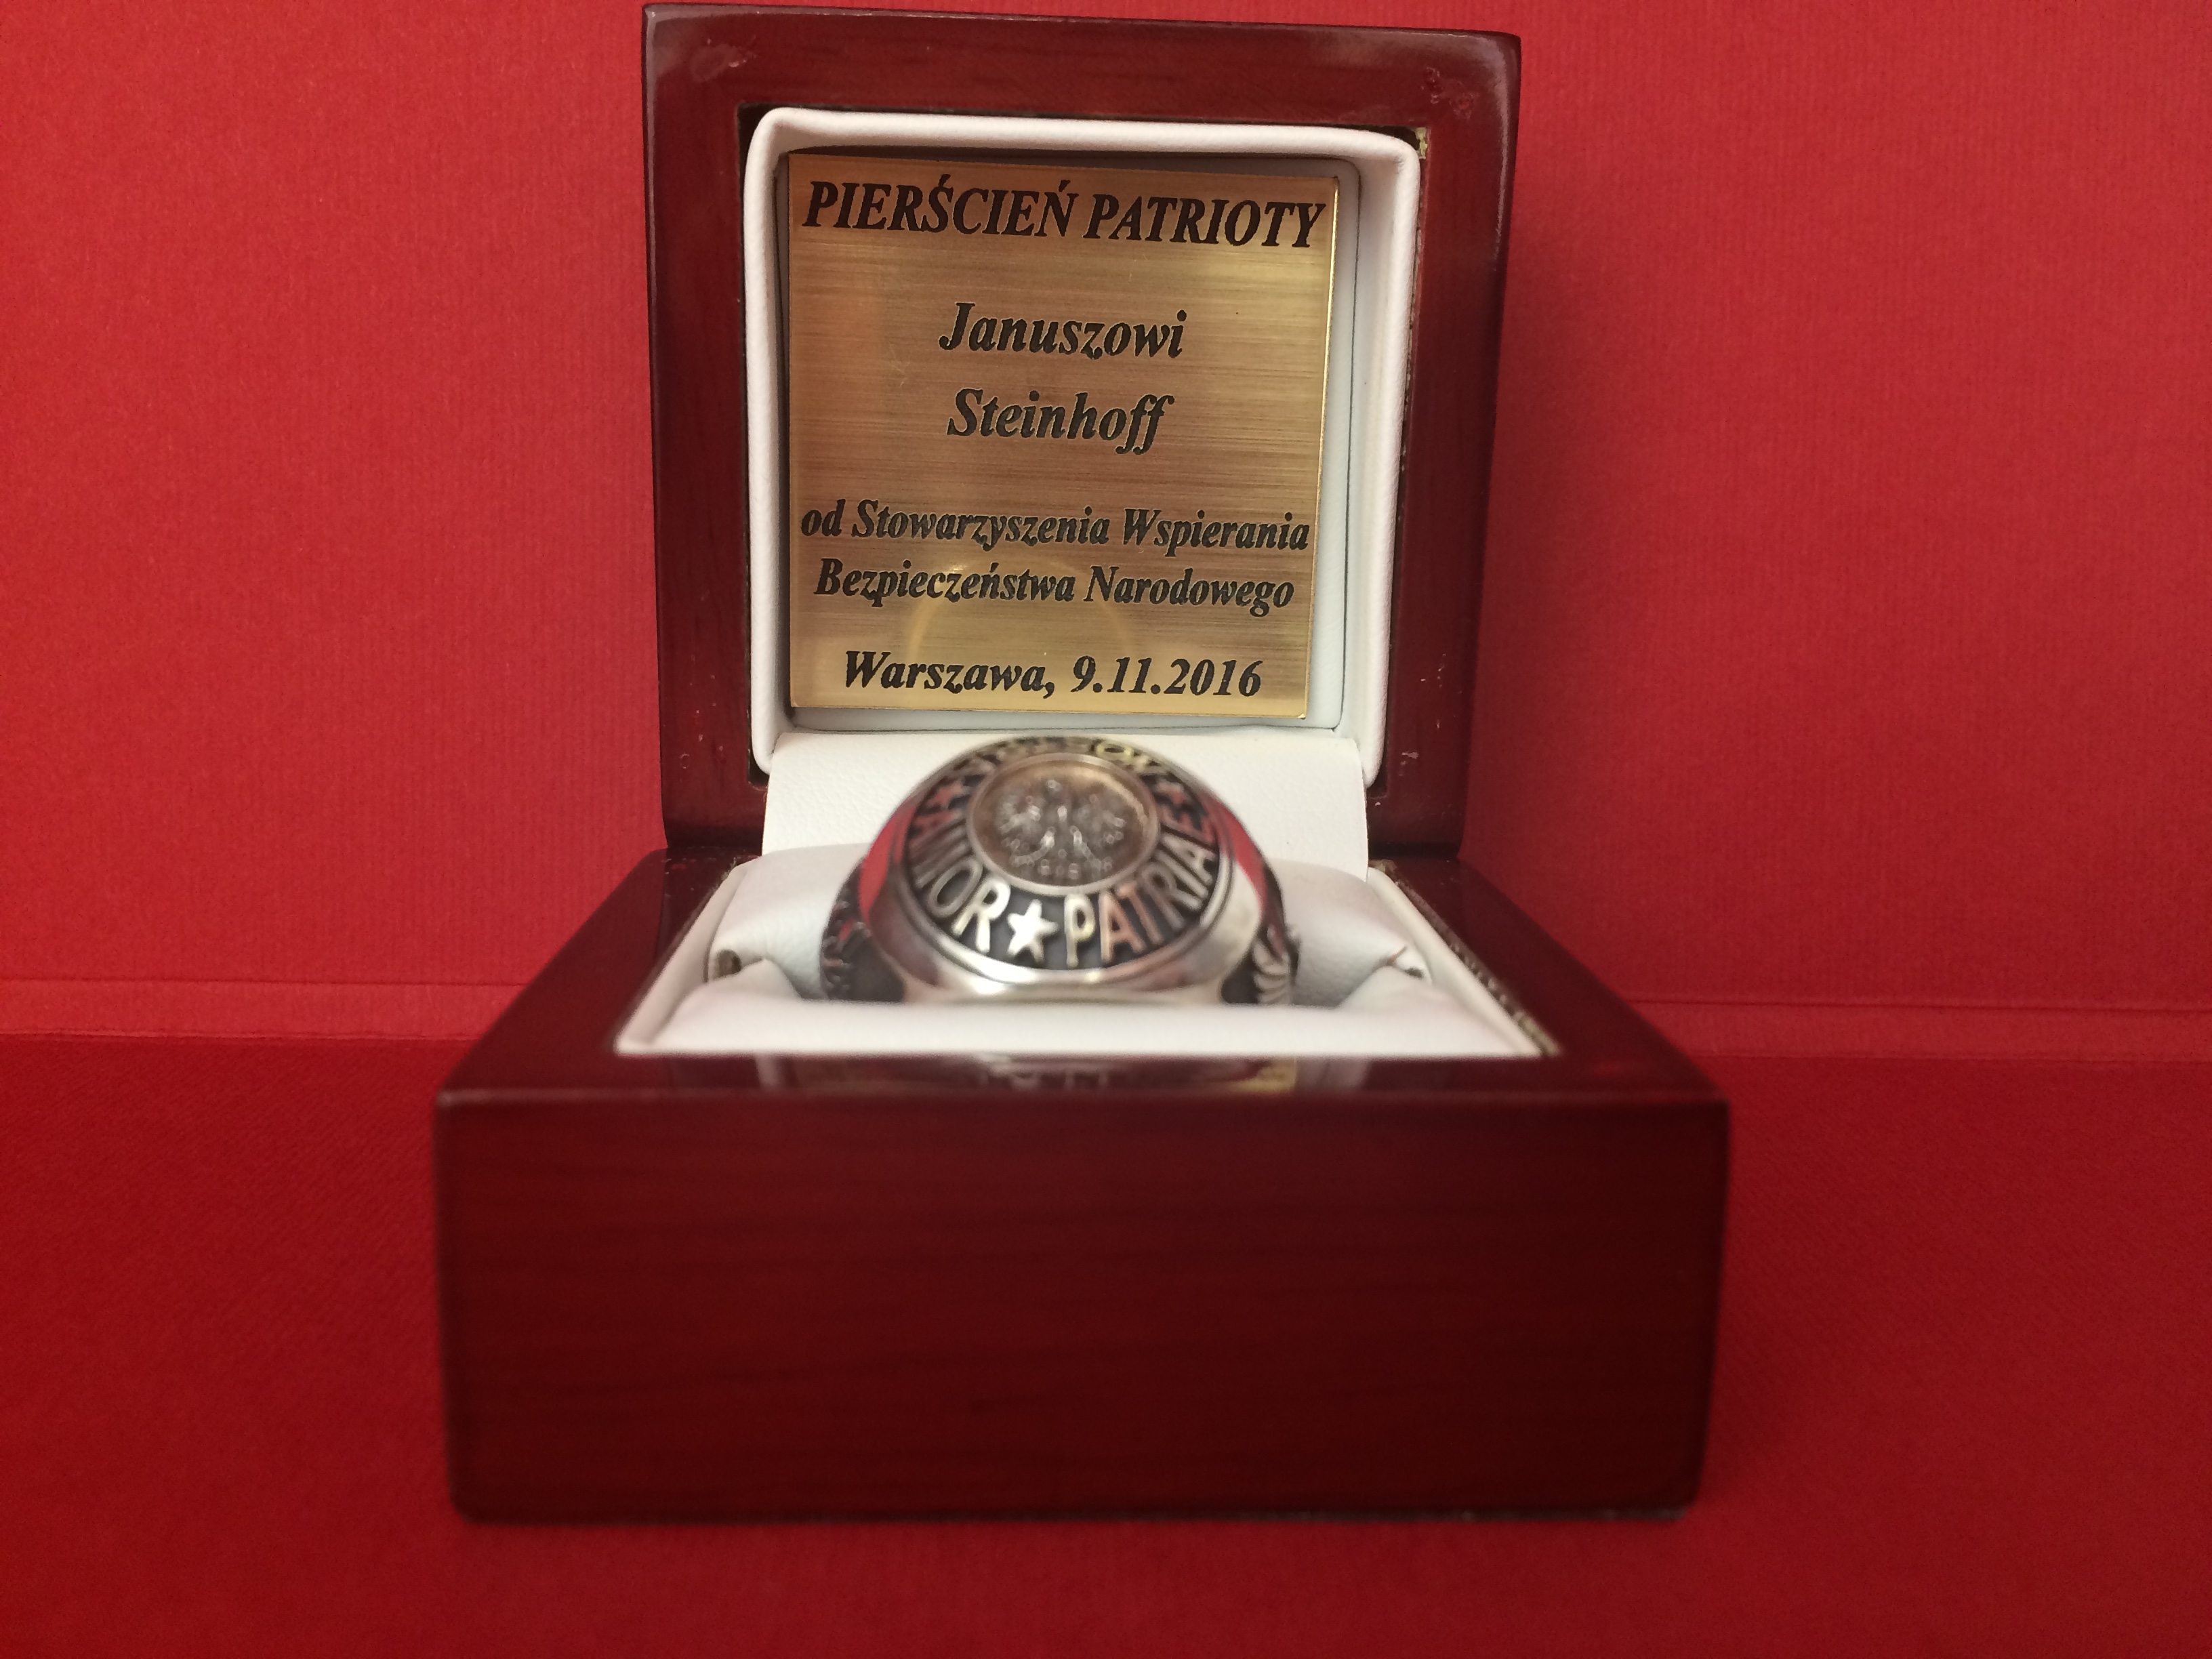 PIERŚCIEŃ PATRIOTY
Januszowi
Steinhoff
od Stowarzyszenia Wspierania
Bezpieczeństwa Narodowego
Warszawa, 9.11.2016
AMOR★PATRIAE